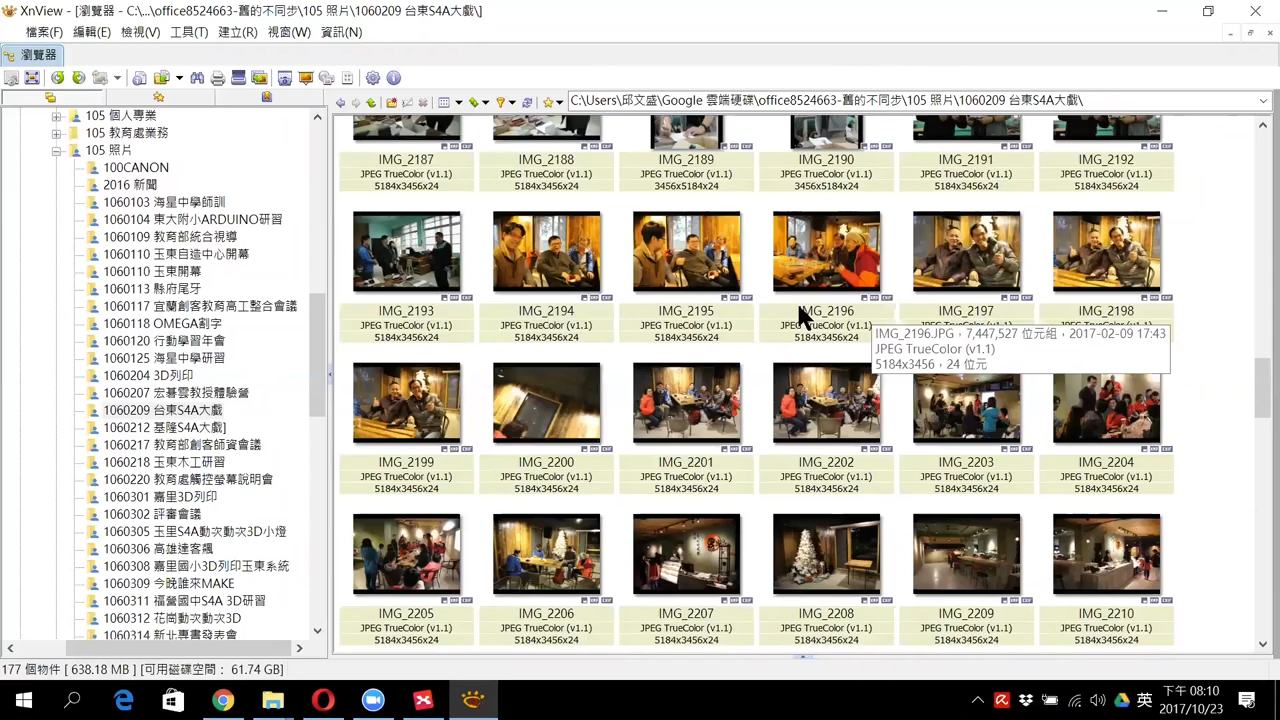 XnView - [瀏覽器 - C:\...\office8524663-舊的不同步\105 照片\1060209 台東S4A大戲\]
檔案(F) 編輯(E) 檢視(V) 工具(T) 建立(R) 視窗(W) 資訊(N)
瀏覽器
C:\Users\邱文盛\Google 雲端硬碟\office8524663-舊的不同步\105 照片\1060209 台東S4A大戲\
105 個人專業
105 教育處業務
105 照片
100CANON
2016 新聞
1060103 海星中學師訓
1060104 東大附小ARDUINO研習
1060109 教育部統合視導
1060110 玉東自造中心開幕
1060110 玉東開幕
1060113 縣府尾牙
1060117 宜蘭創客教育高工整合會議
1060118 OMEGA割字
1060120 行動學習年會
1060125 海星中學研習
1060204 3D列印
1060207 宏碁雲教授體驗營
1060209 台東S4A大戲
1060212 基隆S4A大戲]
1060217 教育部創客師資會議
1060218 玉東木工研習
1060220 教育處觸控螢幕說明會
1060301 嘉里3D列印
1060302 評審會議
1060305 玉里S4A動次動次3D小燈
1060306 高雄達客飆
1060308 嘉里國小3D列印玉東系統
1060309 今晚誰來MAKE
1060311 福營國中S4A 3D研習
1060312 花崗動次動次3D
1060314 新北專書發表會
IMG_2187 IMG_2188 IMG_2189 IMG_2190 IMG_2191 IMG_2192
JPEG TrueColor (v1.1) JPEG TrueColor (v1.1) JPEG TrueColor (v1.1) JPEG TrueColor (v1.1) JPEG TrueColor (v1.1) JPEG TrueColor (v1.1)
5184x3456x24 5184x3456x24 3456x5184x24 3456x5184x24 5184x3456x24 5184x3456x24
IMG_2193 IMG_2194 IMG_2195 IMG_2196 IMG_2197 IMG_2198
JPEG TrueColor (v1.1) JPEG TrueColor (v1.1) JPEG TrueColor (v1.1) JPEG TrueColor (v1.1)
5184x3456x24 5184x3456x24 5184x3456x24 5184x3456x24
IMG_2196.JPG，7,447,527 位元組，2017-02-09 17:43
JPEG TrueColor (v1.1)
5184x3456，24 位元
IMG_2199 IMG_2200 IMG_2201 IMG_2202 IMG_2203 IMG_2204
JPEG TrueColor (v1.1) JPEG TrueColor (v1.1) JPEG TrueColor (v1.1) JPEG TrueColor (v1.1) JPEG TrueColor (v1.1) JPEG TrueColor (v1.1)
5184x3456x24 5184x3456x24 5184x3456x24 5184x3456x24 5184x3456x24 5184x3456x24
IMG_2205 IMG_2206 IMG_2207 IMG_2208 IMG_2209 IMG_2210
JPEG TrueColor (v1.1) JPEG TrueColor (v1.1) JPEG TrueColor (v1.1) JPEG TrueColor (v1.1) JPEG TrueColor (v1.1) JPEG TrueColor (v1.1)
5184x3456x24 5184x3456x24 5184x3456x24 5184x3456x24 5184x3456x24 5184x3456x24
177 個物件 [ 638.18 MB ] [可用磁碟空間： 61.74 GB]
英
下午 08:10
2017/10/23